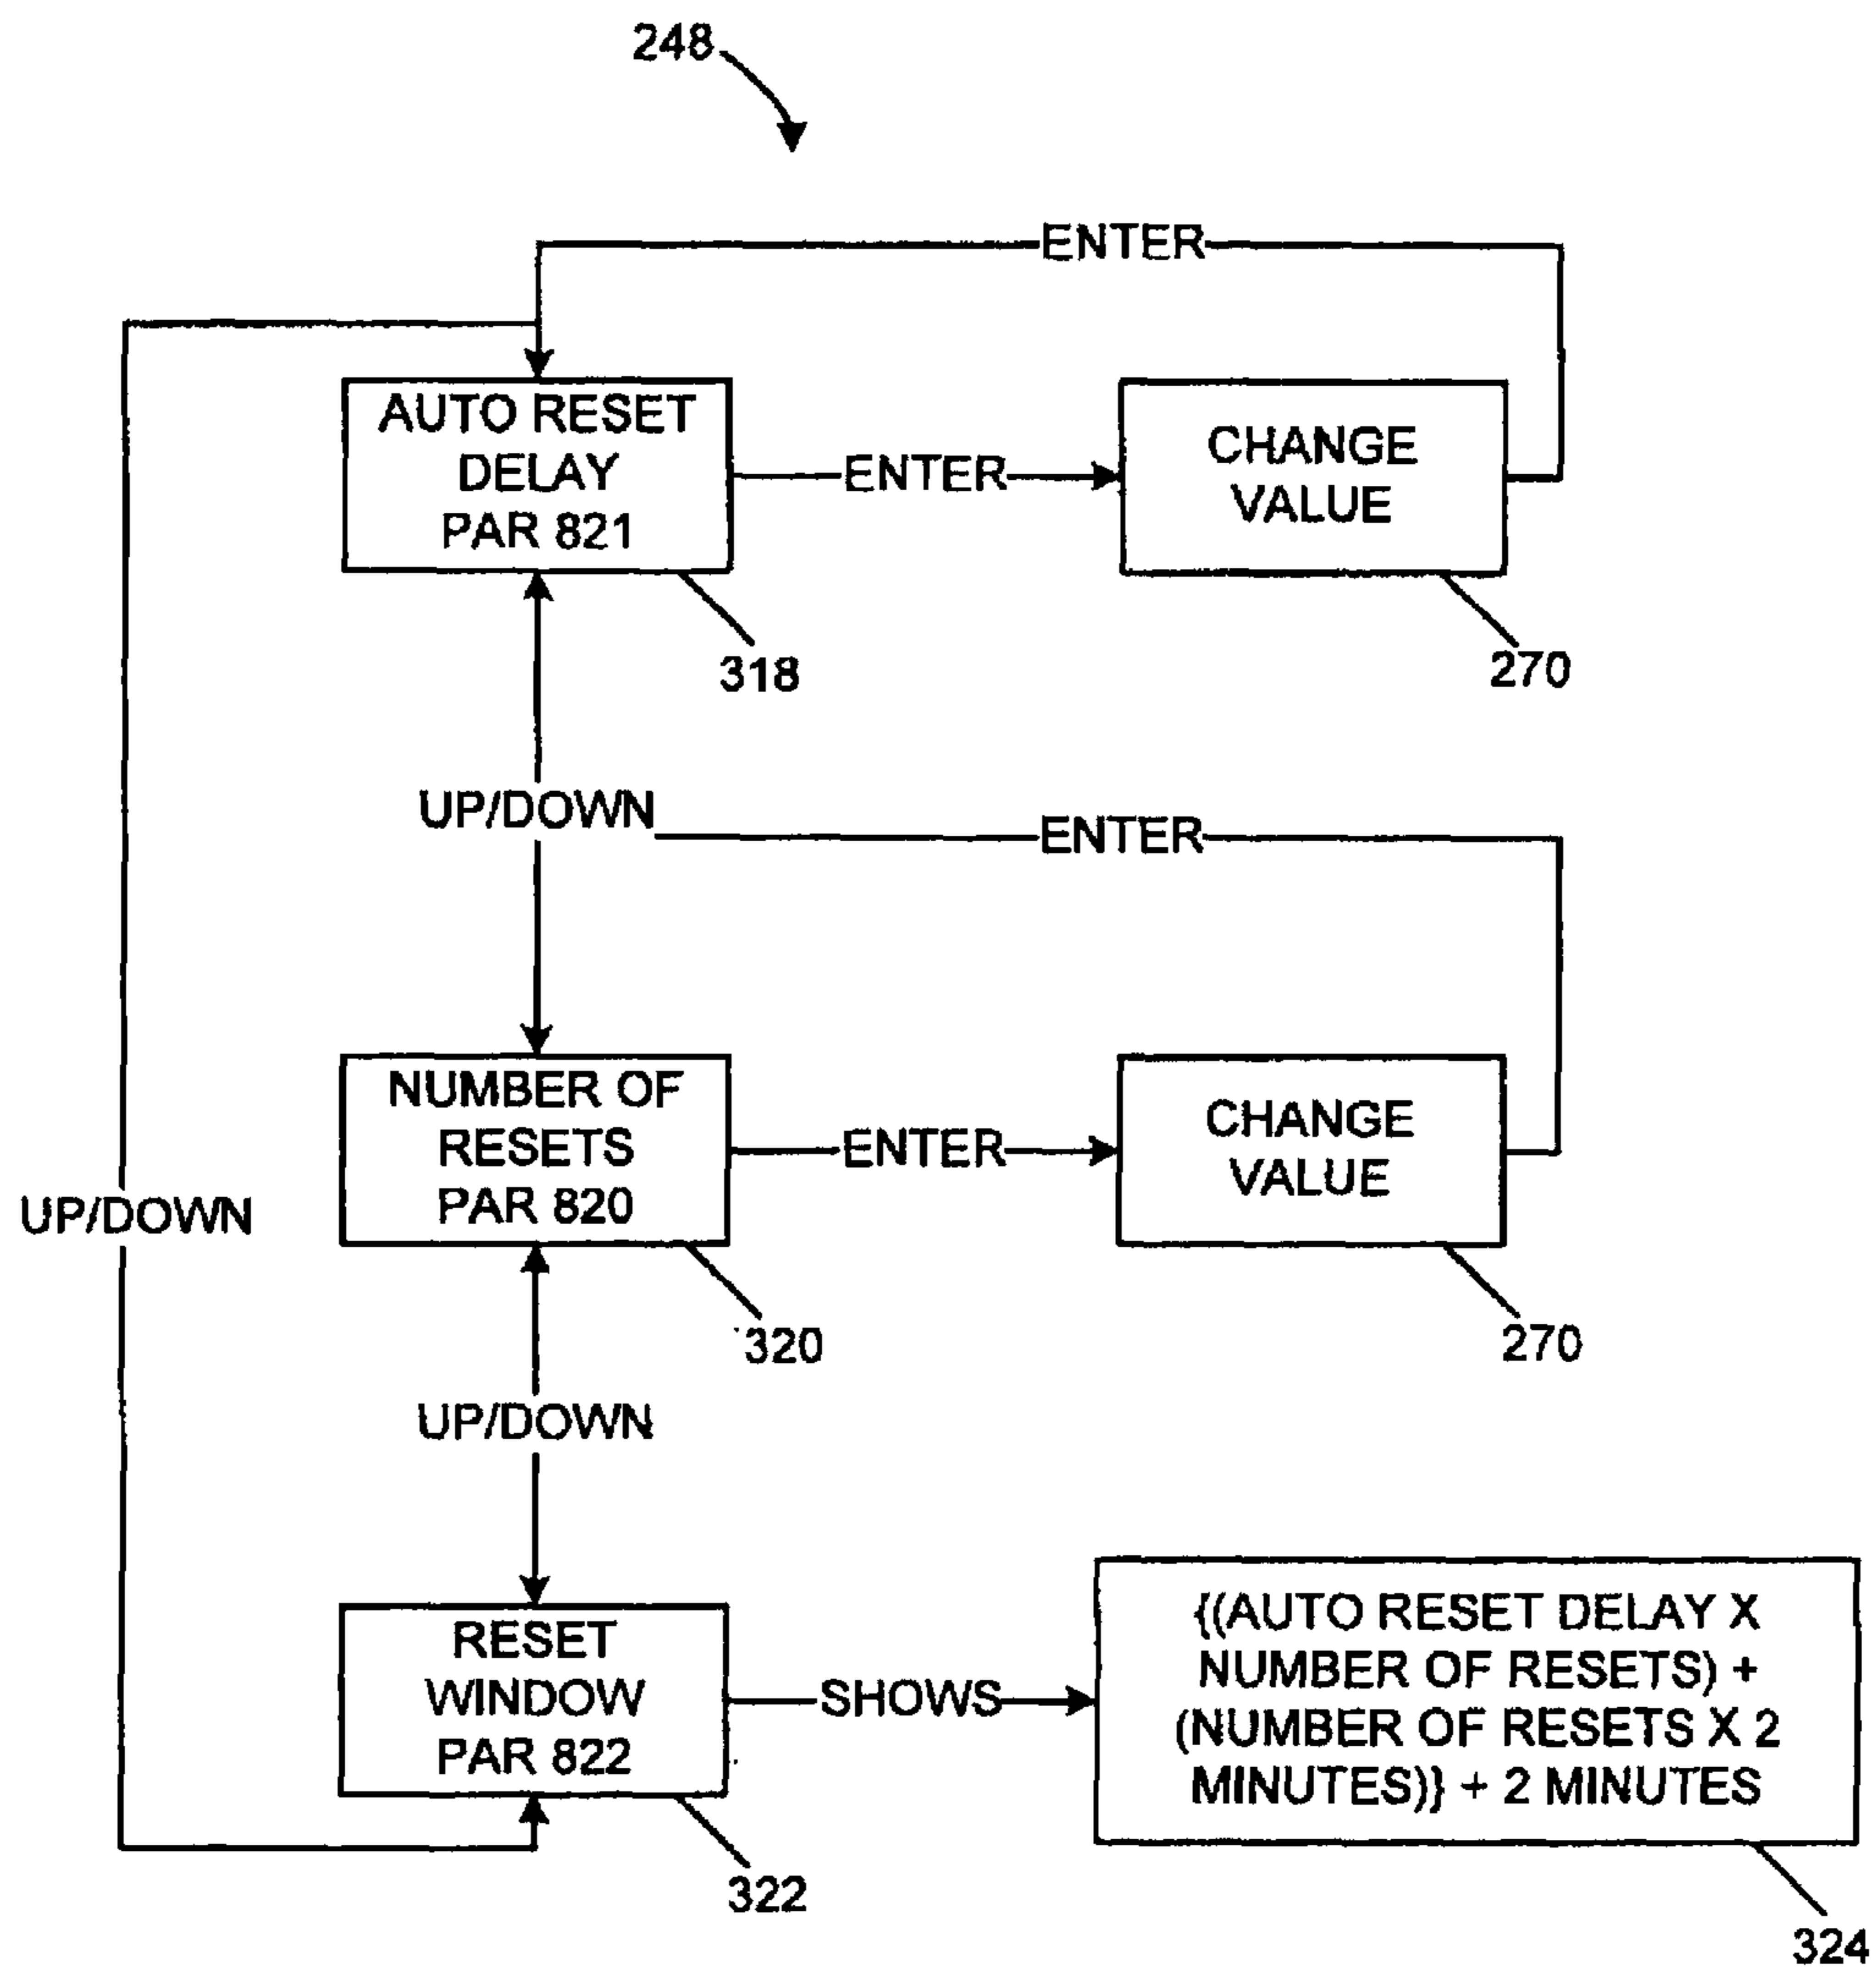 248
ENTER
AUTO RESET
DELAY
PAR 821
ENTER
CHANGE
VALUE
318
270
UP/DOWN
ENTER
NUMBER OF
RESETS
PAR 820
ENTER
CHANGE
VALUE
UP/DOWN
320
270
UP/DOWN
RESET
WINDOW
PAR 822
SHOWS
{(AUTO RESET DELAY X
NUMBER OF RESETS) +
(NUMBER OF RESETS X 2
MINUTES)} + 2 MINUTES
322
324